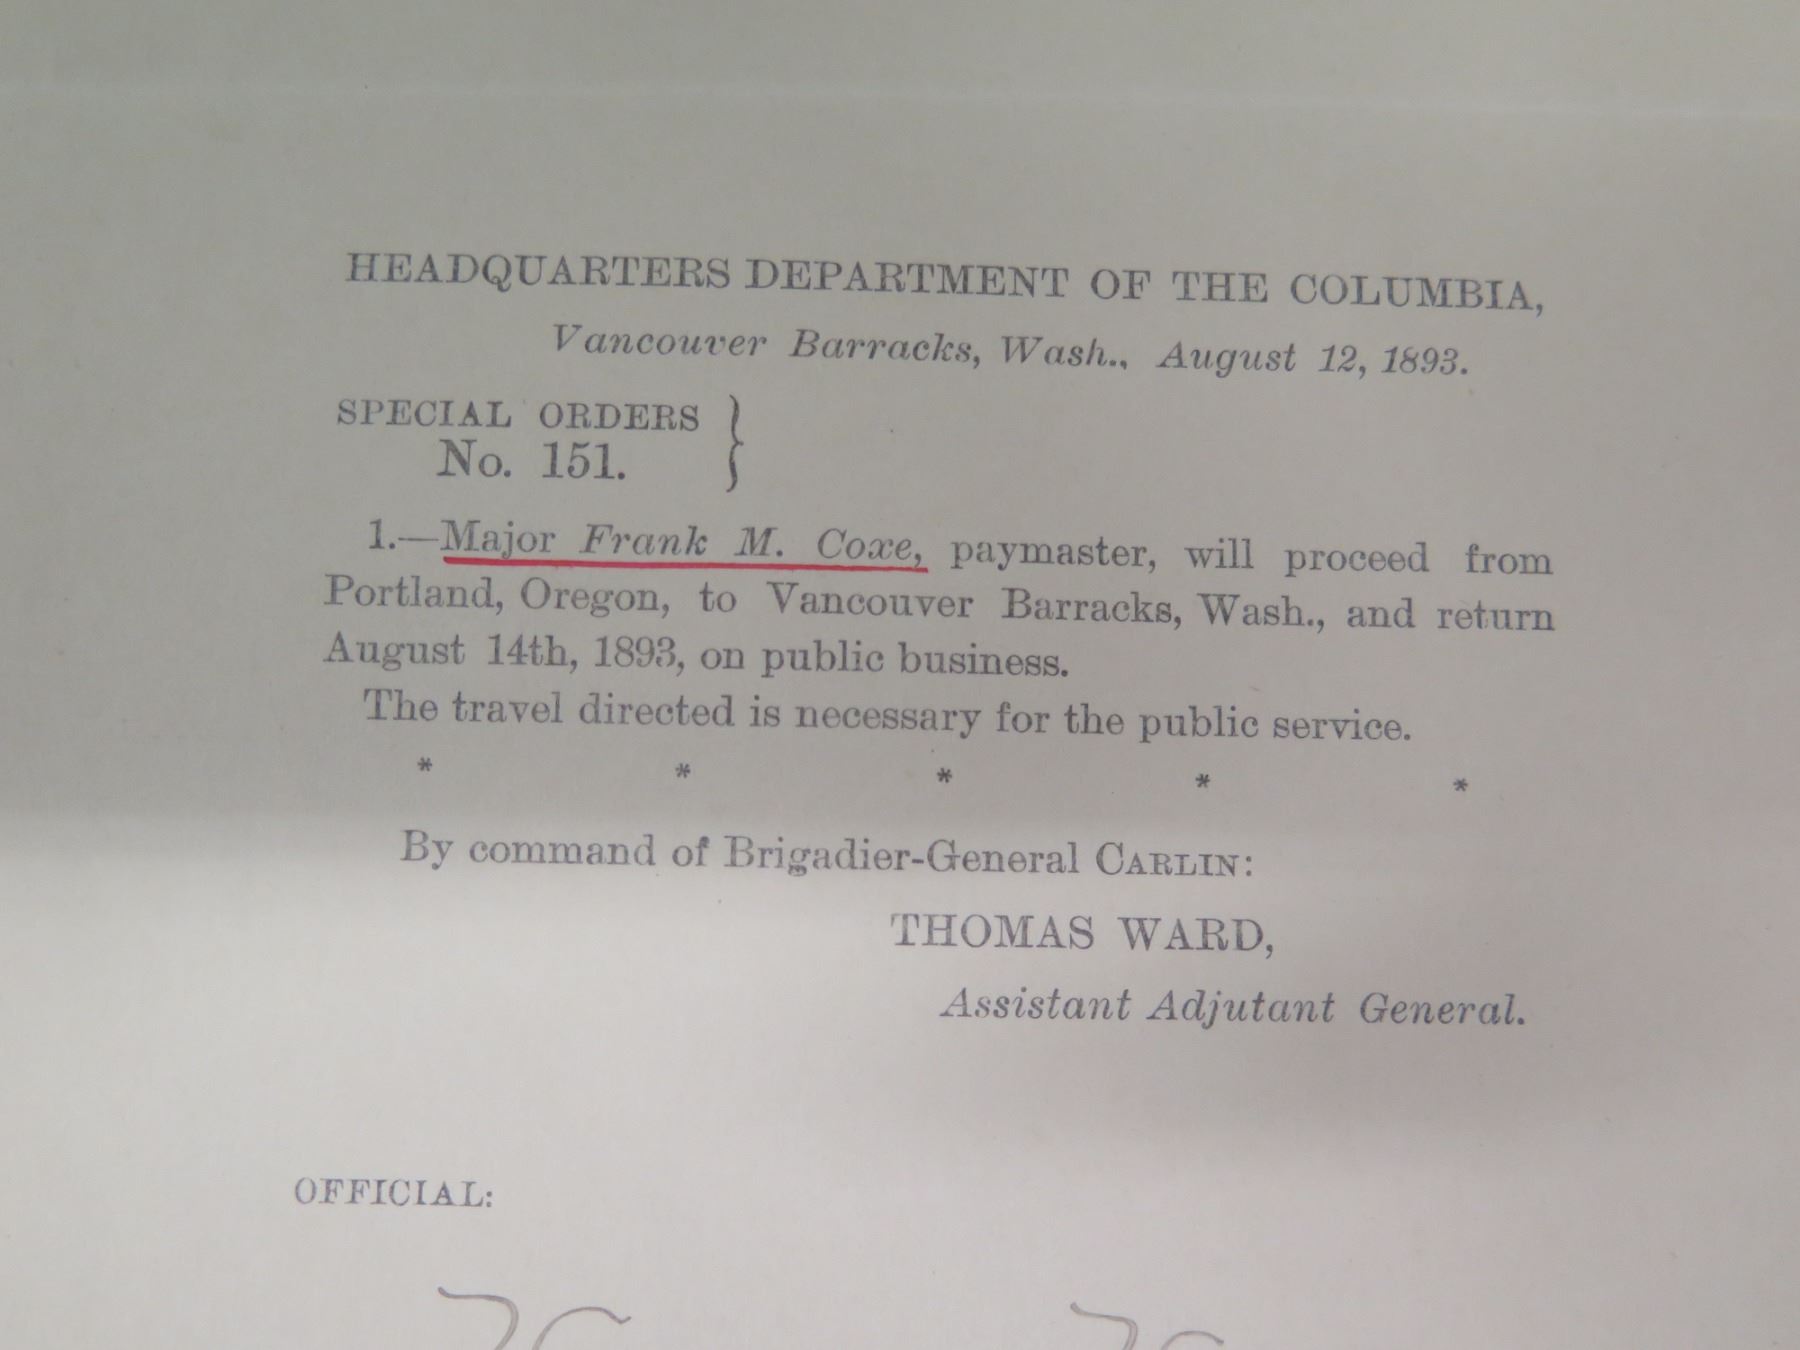 HEADQUARTERS DEPARTMENT OF THE COLUMBIA,
Vancouver Barracks, Wash., August 12, 1893.
SPECIAL ORDERS }
No. 151.
1.—Major Frank M. Coxe, paymaster, will proceed from
Portland, Oregon, to Vancouver Barracks, Wash., and return
August 14th, 1893, on public business.
The travel directed is necessary for the public service.
* * * * *
By command of Brigadier-General CARLIN:
THOMAS WARD,
Assistant Adjutant General.
OFFICIAL: